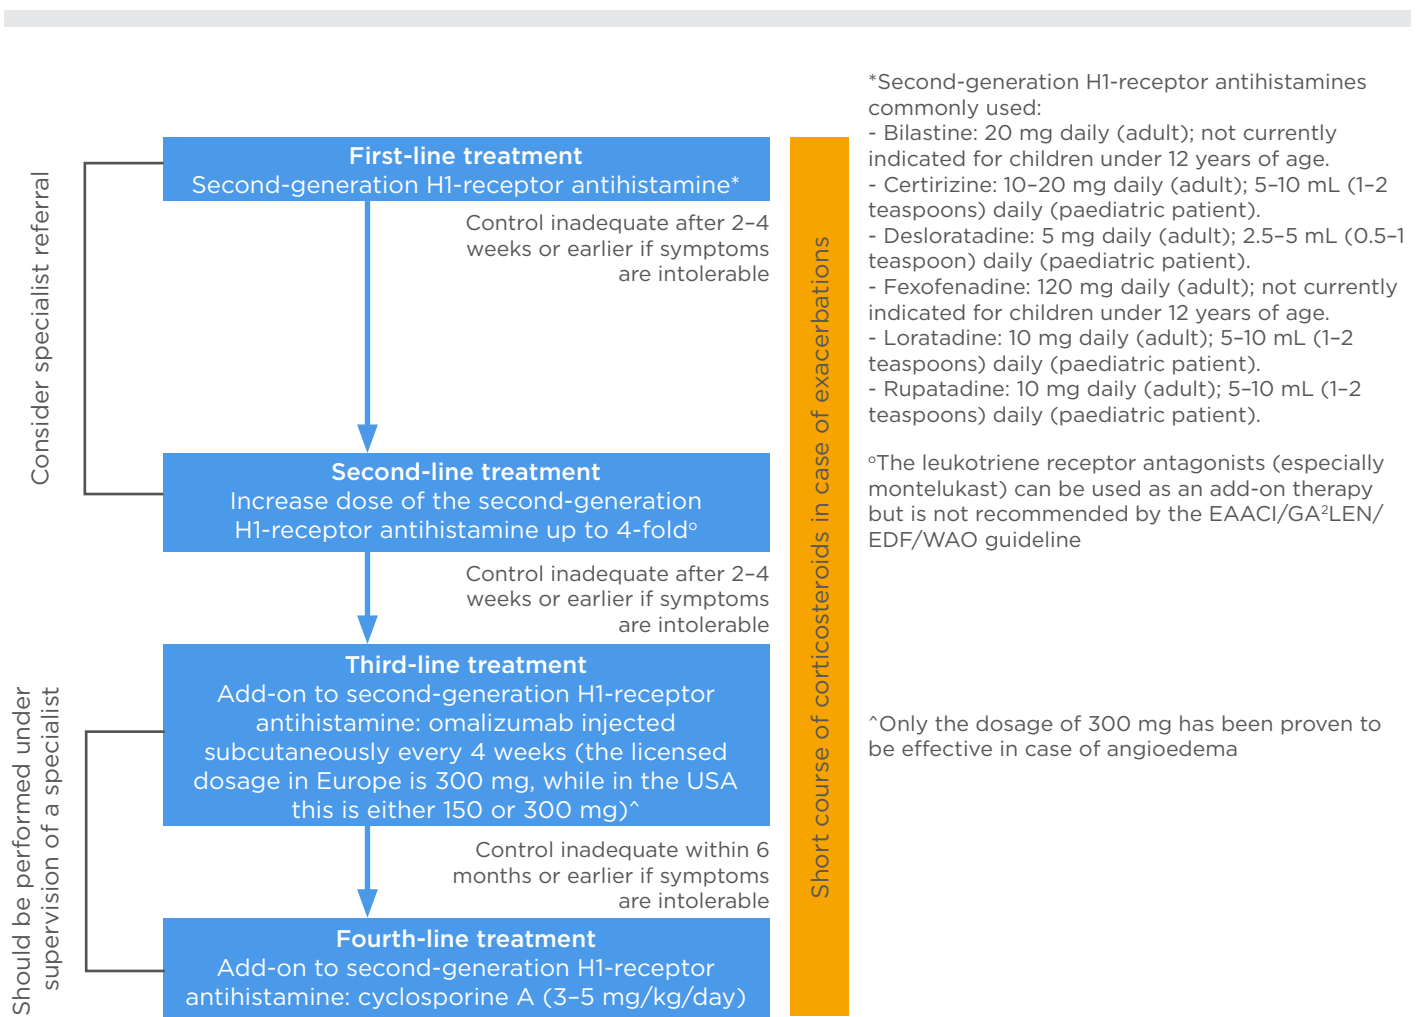 Consider specialist referral
First-line treatment
Second-generation H1-receptor antihistamine*
Control inadequate after 2–4
weeks or earlier if symptoms
are intolerable
Second-line treatment
Increase dose of the second-generation
H1-receptor antihistamine up to 4-fold°
Control inadequate after 2–4
weeks or earlier if symptoms
are intolerable
Should be performed under
supervision of a specialist
Third-line treatment
Add-on to second-generation H1-receptor
antihistamine: omalizumab injected
subcutaneously every 4 weeks (the licensed
dosage in Europe is 300 mg, while in the USA
this is either 150 or 300 mg)^
Control inadequate within 6
months or earlier if symptoms
are intolerable
Fourth-line treatment
Add-on to second-generation H1-receptor
antihistamine: cyclosporine A (3–5 mg/kg/day)
Short course of corticosteroids in case of exacerbations
*Second-generation H1-receptor antihistamines
commonly used:
- Bilastine: 20 mg daily (adult); not currently
indicated for children under 12 years of age.
- Certirizine: 10–20 mg daily (adult); 5–10 mL (1–2
teaspoons) daily (paediatric patient).
- Desloratadine: 5 mg daily (adult); 2.5–5 mL (0.5–1
teaspoon) daily (paediatric patient).
- Fexofenadine: 120 mg daily (adult); not currently
indicated for children under 12 years of age.
- Loratadine: 10 mg daily (adult); 5–10 mL (1–2
teaspoons) daily (paediatric patient).
- Rupatadine: 10 mg daily (adult); 5–10 mL (1–2
teaspoons) daily (paediatric patient).
°The leukotriene receptor antagonists (especially
montelukast) can be used as an add-on therapy
but is not recommended by the EAACI/GA²LEN/
EDF/WAO guideline
^Only the dosage of 300 mg has been proven to
be effective in case of angioedema